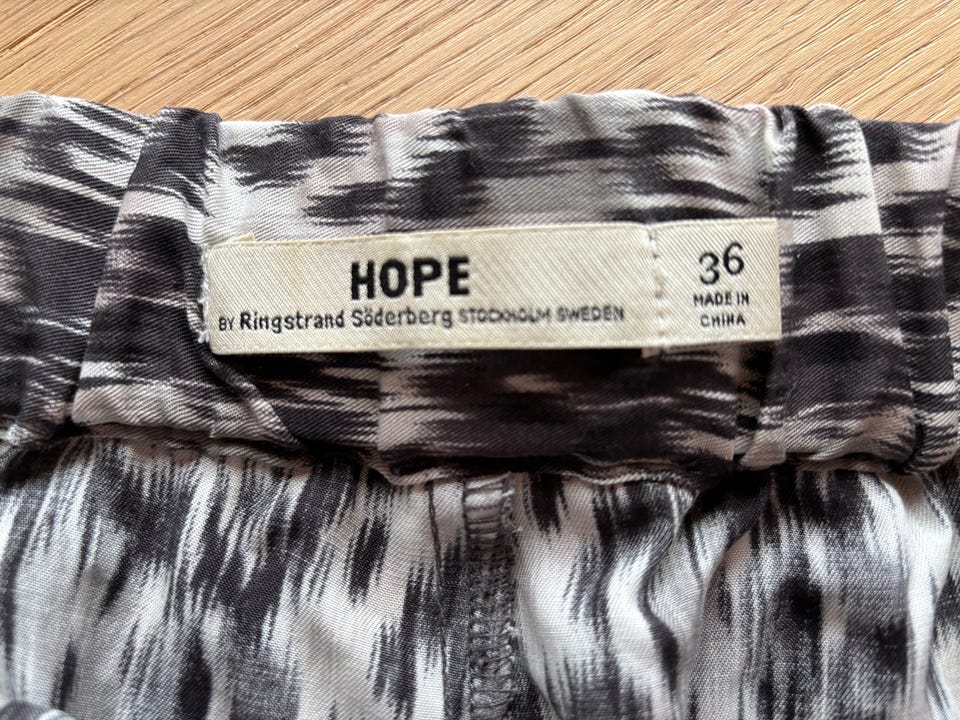 HOPE
BY Ringstrand Söderberg STOCKHOLM SWEDEN
36
MADE IN
CHINA